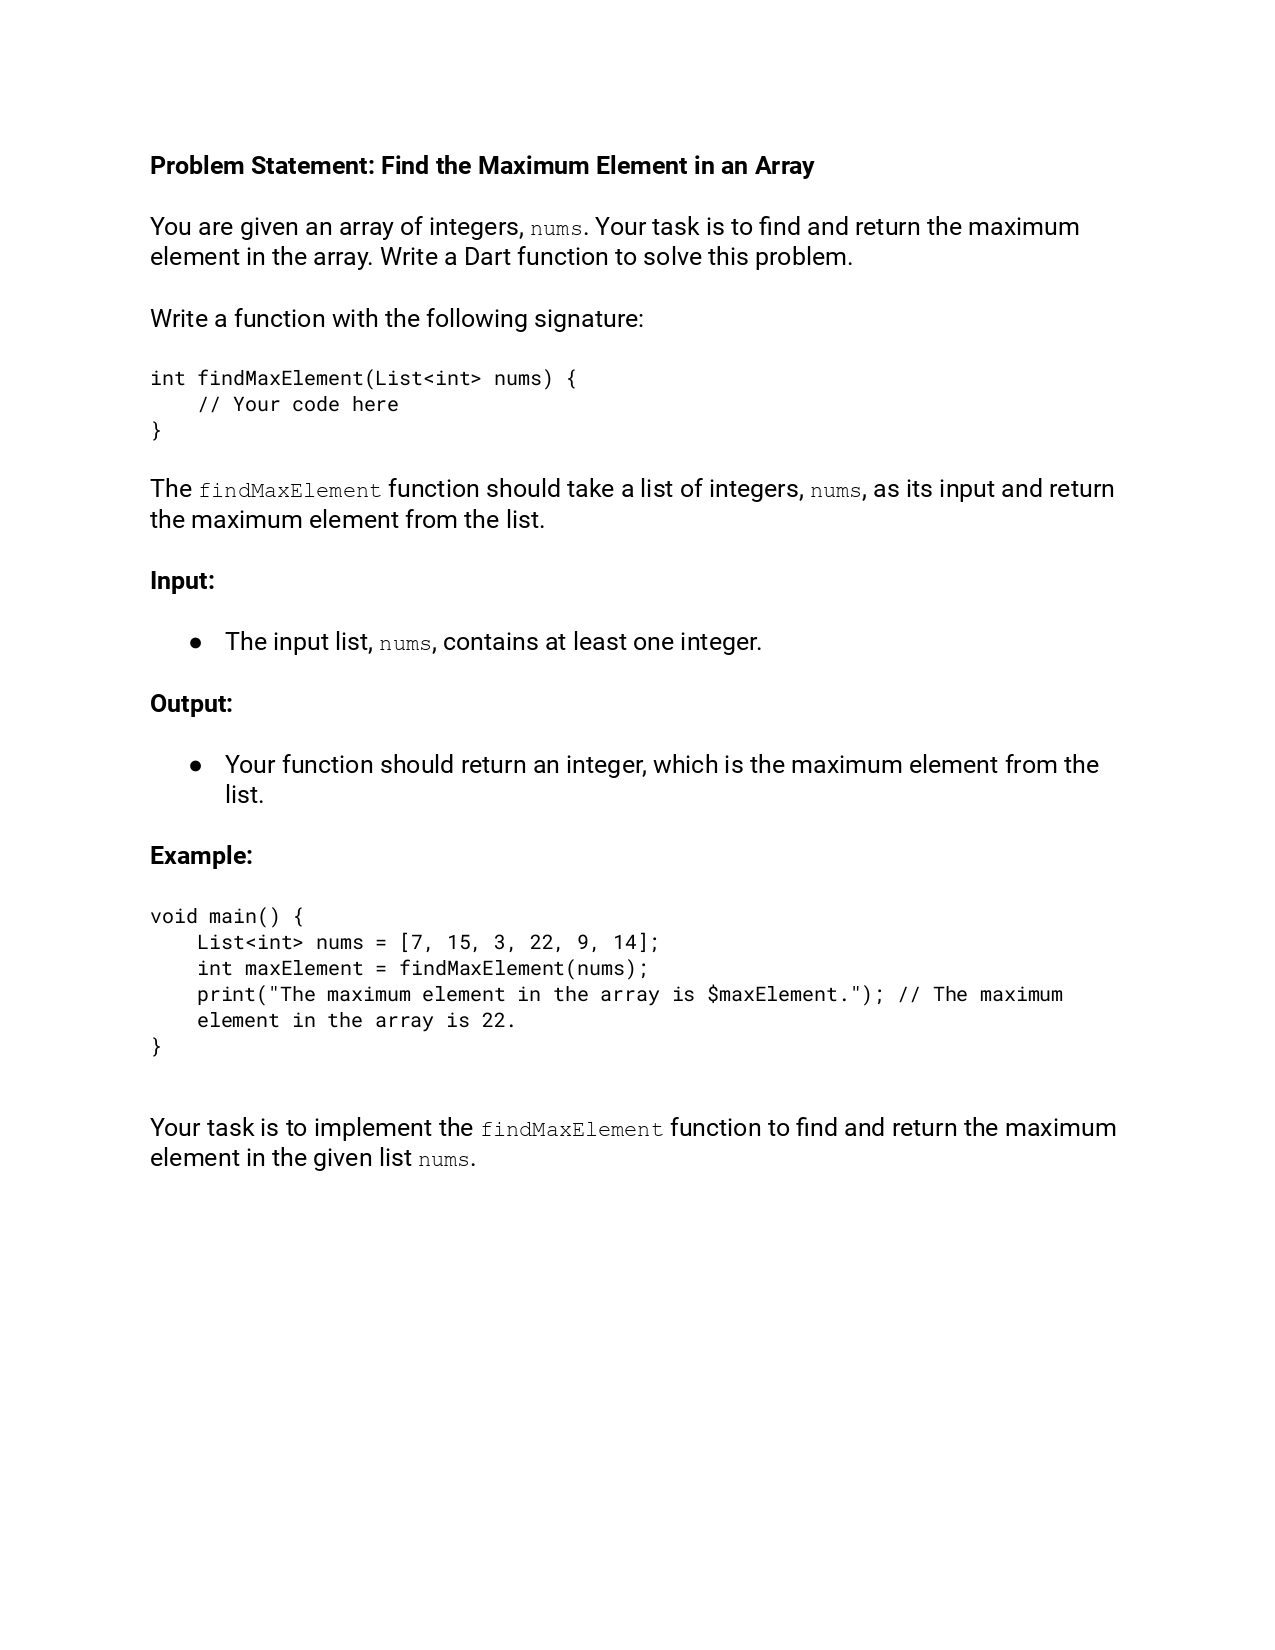 Problem Statement: Find the Maximum Element in an Array
You are given an array of integers, nums. Your task is to find and return the maximum
element in the array. Write a Dart function to solve this problem.
Write a function with the following signature:
int findMaxElement(List<int> nums) {
    // Your code here
}
The findMaxElement function should take a list of integers, nums, as its input and return
the maximum element from the list.
Input:
● The input list, nums, contains at least one integer.
Output:
● Your function should return an integer, which is the maximum element from the
list.
Example:
void main() {
    List<int> nums = [7, 15, 3, 22, 9, 14];
    int maxElement = findMaxElement(nums);
    print("The maximum element in the array is $maxElement."); // The maximum
    element in the array is 22.
}
Your task is to implement the findMaxElement function to find and return the maximum
element in the given list nums.